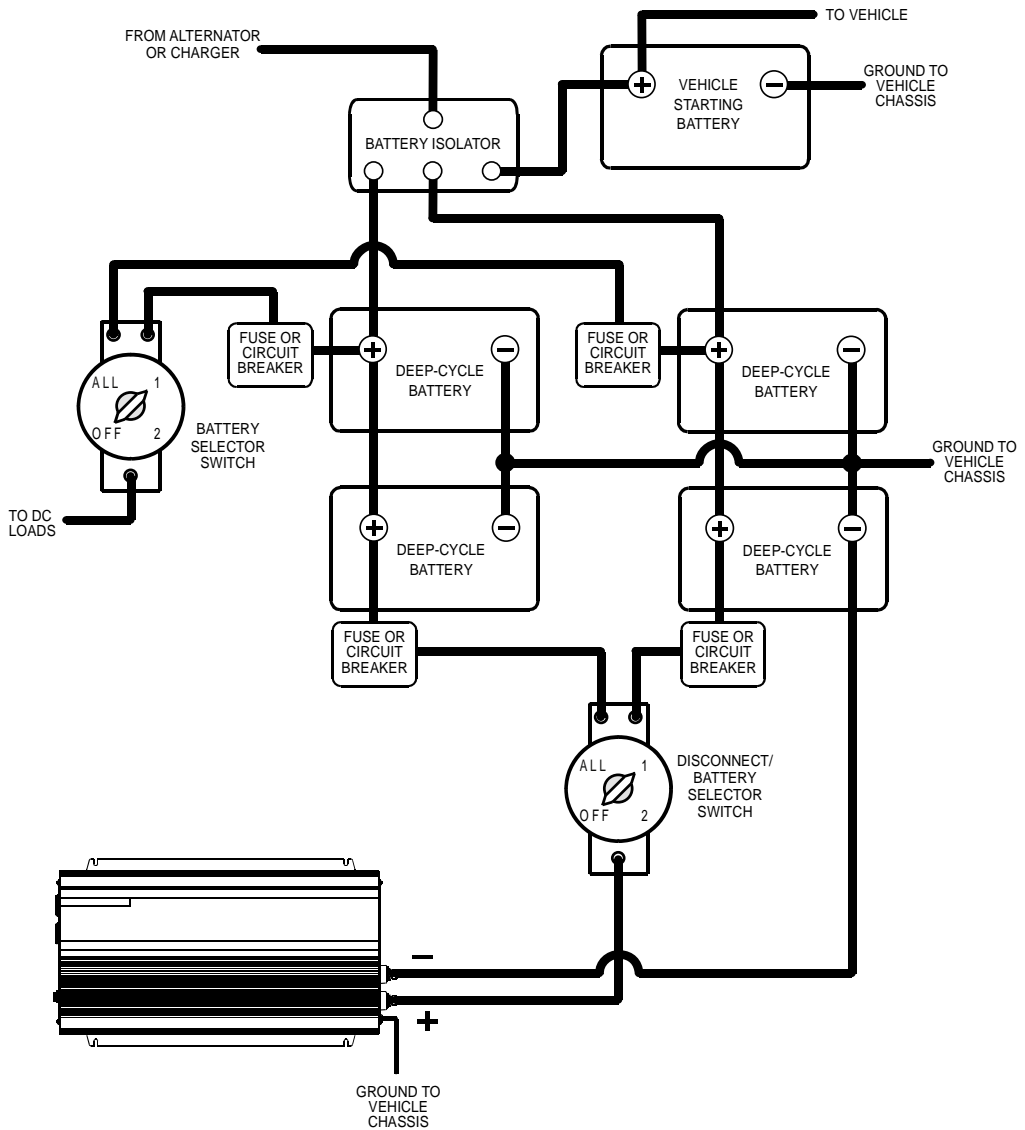 TO VEHICLE
FROM ALTERNATOR
OR CHARGER
VEHICLE
STARTING
BATTERY
+
−
GROUND TO
VEHICLE
CHASSIS
BATTERY ISOLATOR
FUSE OR
CIRCUIT
BREAKER
+
−
DEEP-CYCLE
BATTERY
FUSE OR
CIRCUIT
BREAKER
+
−
DEEP-CYCLE
BATTERY
ALL 1
OFF 2
BATTERY
SELECTOR
SWITCH
GROUND TO
VEHICLE
CHASSIS
TO DC
LOADS
+
−
DEEP-CYCLE
BATTERY
+
−
DEEP-CYCLE
BATTERY
FUSE OR
CIRCUIT
BREAKER
FUSE OR
CIRCUIT
BREAKER
ALL 1
OFF 2
DISCONNECT/
BATTERY
SELECTOR
SWITCH
−
+
GROUND TO
VEHICLE
CHASSIS